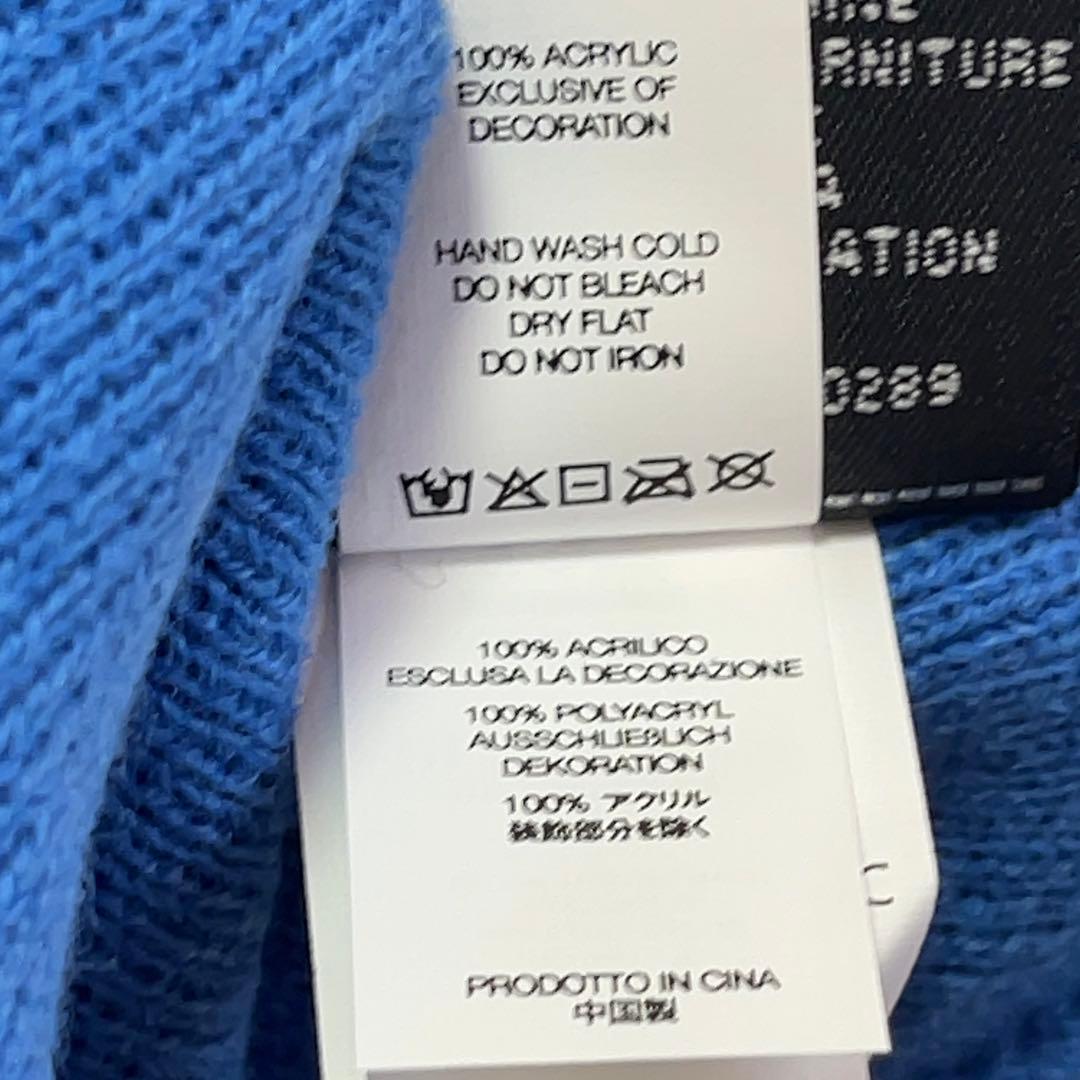 100% ACRYLIC
EXCLUSIVE OF
DECORATION
HAND WASH COLD
DO NOT BLEACH
DRY FLAT
DO NOT IRON
RNITURE
ATION
0289
100% ACRILICO
ESCLUSA LA DECORAZIONE
100% POLYACRYL
AUSSCHLIEßLICH
DEKORATION
100% アクリル
装飾部分を除く
C
PRODOTTO IN CINA
中国製